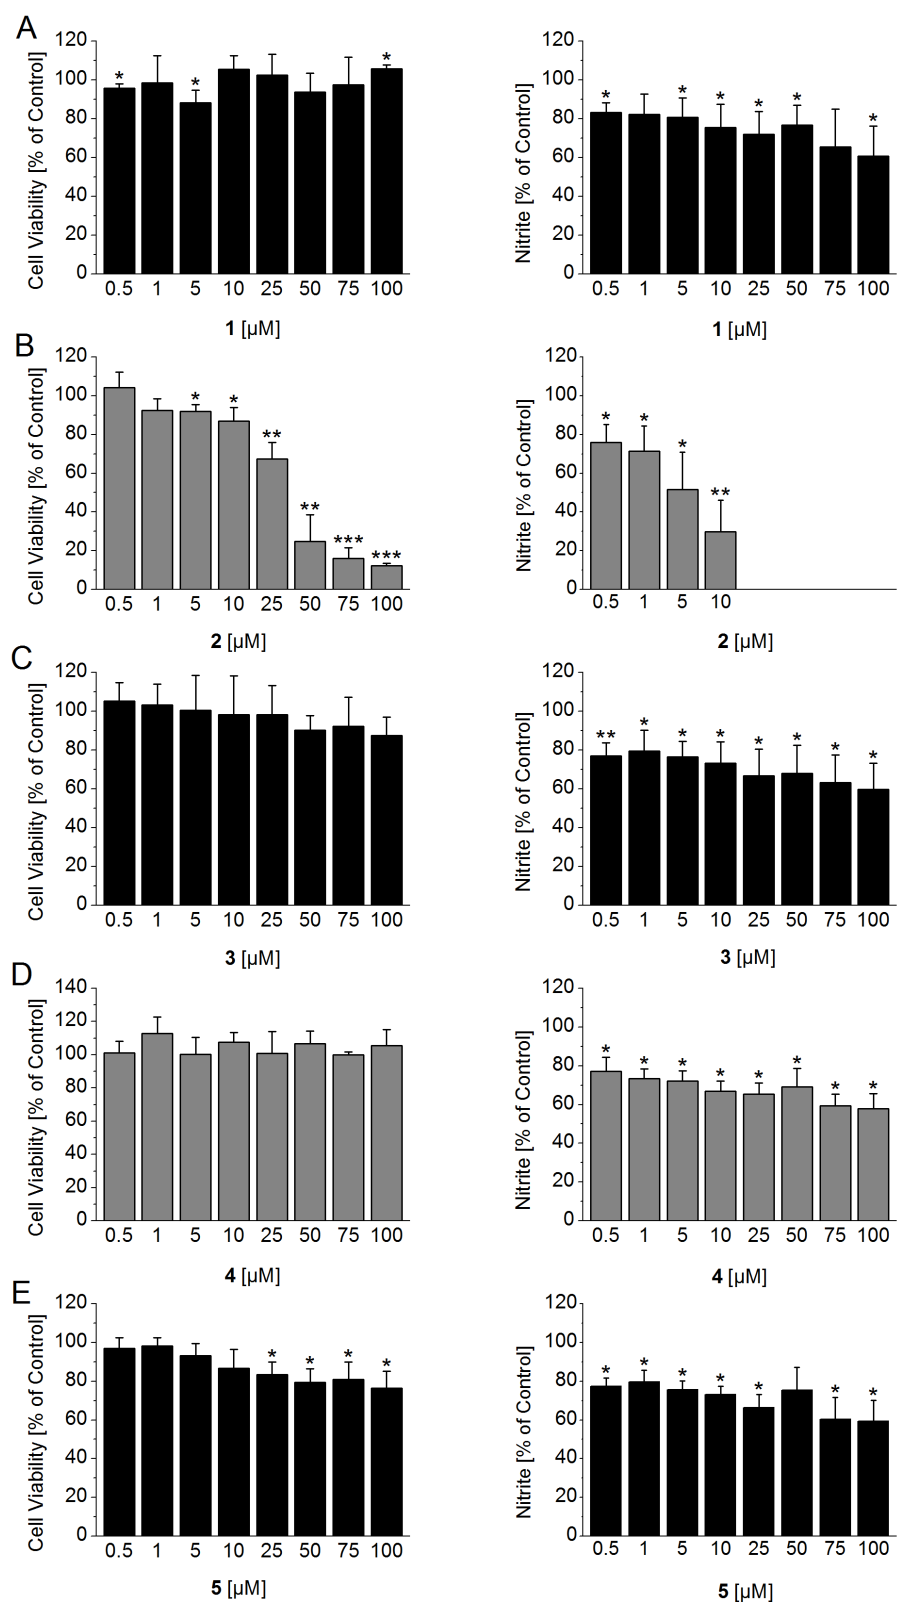 A
Cell Viability [% of Control]
120
100
80
60
40
20
0
* * *
0.5 1 5 10 25 50 75 100
1 [µM]
Nitrite [% of Control]
120
100
80
60
40
20
0
* * * * * *
0.5 1 5 10 25 50 75 100
1 [µM]
B
Cell Viability [% of Control]
120
100
80
60
40
20
0
* * ** ** *** ***
0.5 1 5 10 25 50 75 100
2 [µM]
Nitrite [% of Control]
120
100
80
60
40
20
0
* * * **
0.5 1 5 10
2 [µM]
C
Cell Viability [% of Control]
120
100
80
60
40
20
0
0.5 1 5 10 25 50 75 100
3 [µM]
Nitrite [% of Control]
120
100
80
60
40
20
0
** * * * * * * *
0.5 1 5 10 25 50 75 100
3 [µM]
D
Cell Viability [% of Control]
140
120
100
80
60
40
20
0
0.5 1 5 10 25 50 75 100
4 [µM]
Nitrite [% of Control]
120
100
80
60
40
20
0
* * * * * * * *
0.5 1 5 10 25 50 75 100
4 [µM]
E
Cell Viability [% of Control]
120
100
80
60
40
20
0
* * * *
0.5 1 5 10 25 50 75 100
5 [µM]
Nitrite [% of Control]
120
100
80
60
40
20
0
* * * * * * *
0.5 1 5 10 25 50 75 100
5 [µM]